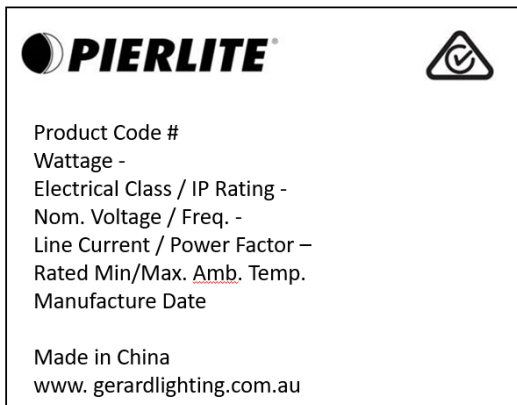 PIERLITE®
Product Code #
Wattage -
Electrical Class / IP Rating -
Nom. Voltage / Freq. -
Line Current / Power Factor –
Rated Min/Max. Amb. Temp.
Manufacture Date
Made in China
www. gerardlighting.com.au